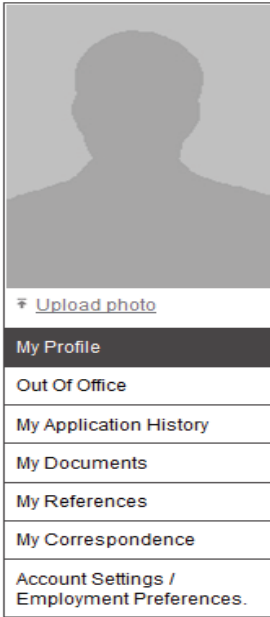 Upload photo
My Profile
Out Of Office
My Application History
My Documents
My References
My Correspondence
Account Settings /
Employment Preferences.